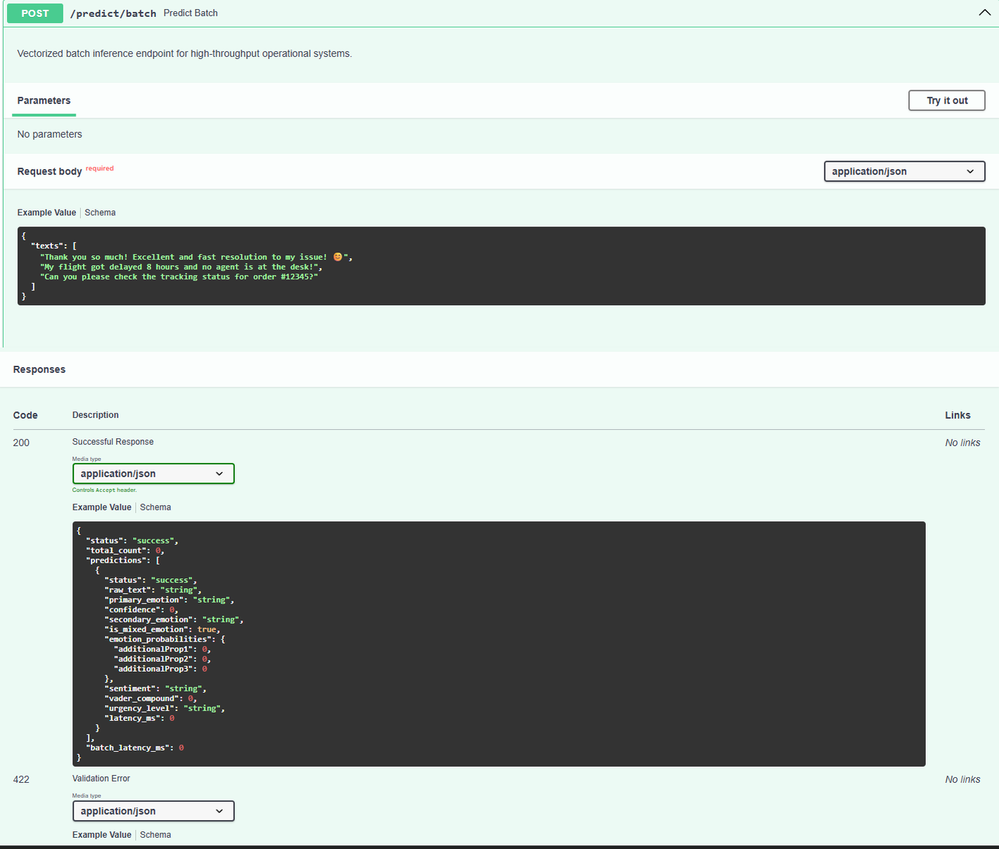 POST /predict/batch Predict Batch
Vectorized batch inference endpoint for high-throughput operational systems.
Parameters Try it out
No parameters
Request body required application/json
Example Value Schema
{
  "texts": [
    "Thank you so much! Excellent and fast resolution to my issue! 😊",
    "My flight got delayed 8 hours and no agent is at the desk!",
    "Can you please check the tracking status for order #12345?"
  ]
}
Responses
Code Description Links
200 Successful Response No links
Media type
application/json
Controls Accept header.
Example Value Schema
{
  "status": "success",
  "total_count": 0,
  "predictions": [
    {
      "status": "success",
      "raw_text": "string",
      "primary_emotion": "string",
      "confidence": 0,
      "secondary_emotion": "string",
      "is_mixed_emotion": true,
      "emotion_probabilities": {
        "additionalProp1": 0,
        "additionalProp2": 0,
        "additionalProp3": 0
      },
      "sentiment": "string",
      "vader_compound": 0,
      "urgency_level": "string",
      "latency_ms": 0
    }
  ],
  "batch_latency_ms": 0
}
422 Validation Error No links
Media type
application/json
Example Value Schema